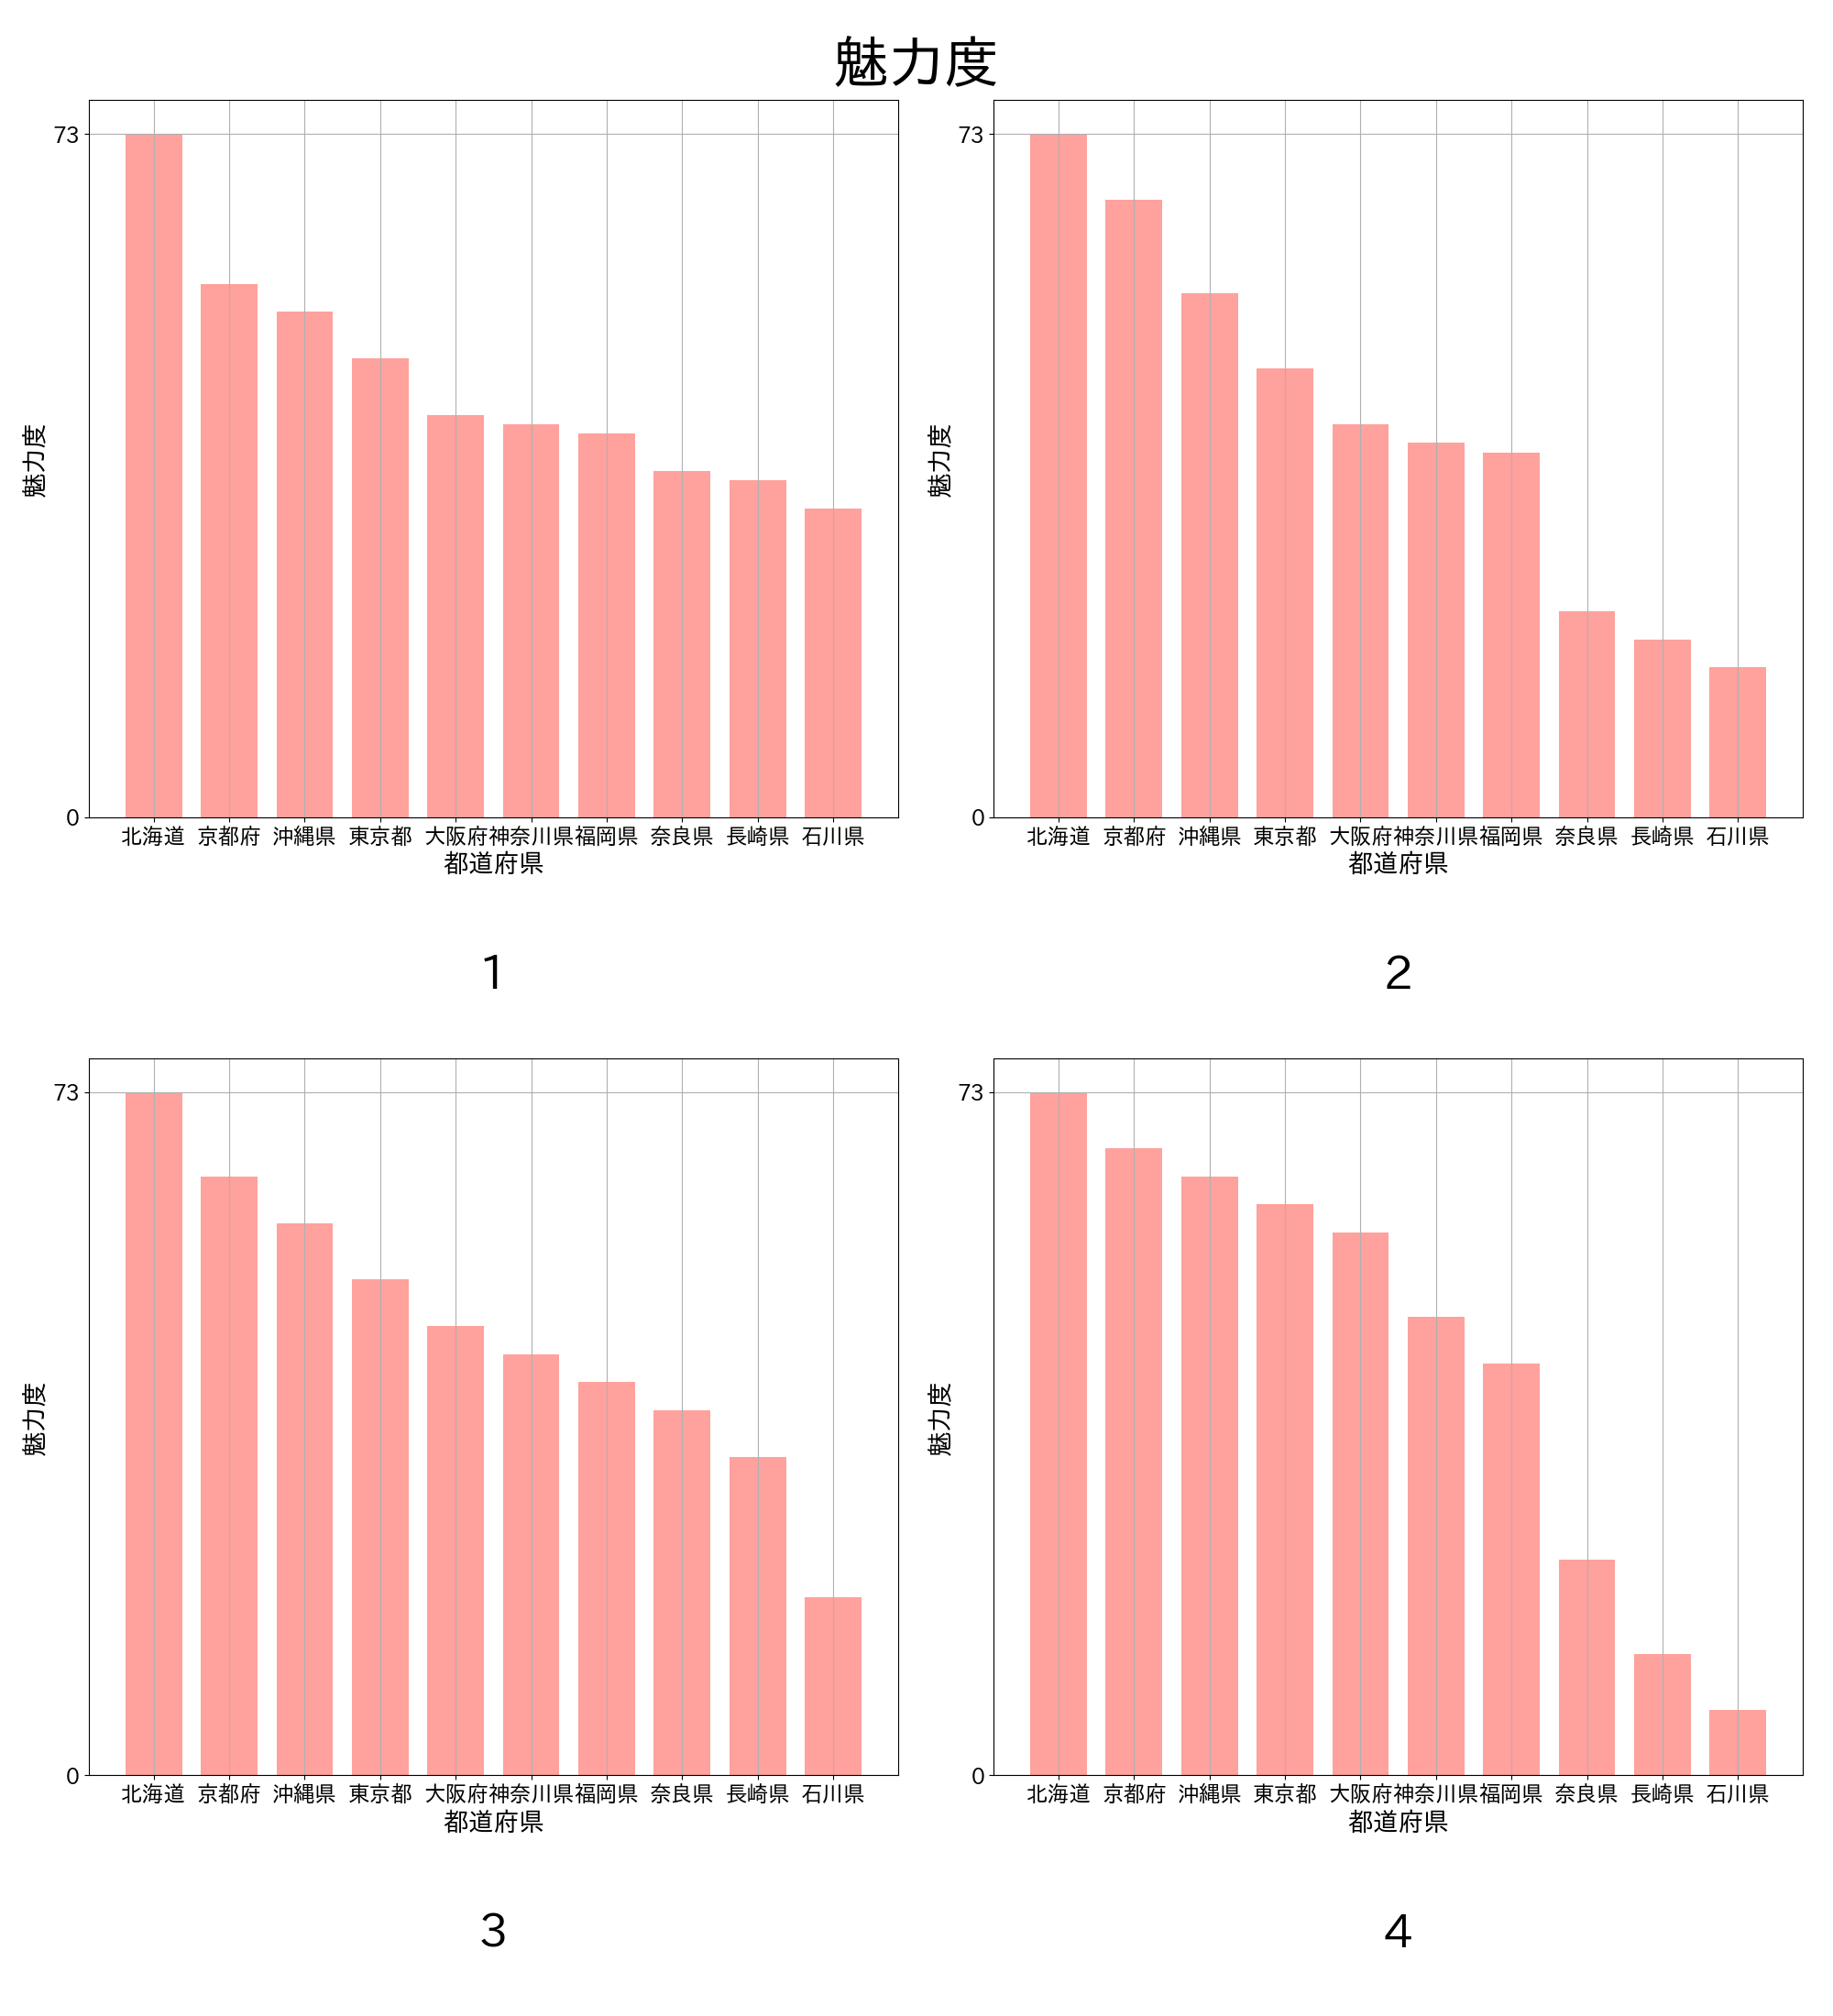 魅力度
73
0
魅力度
北海道 京都府 沖縄県 東京都 大阪府 神奈川県 福岡県 奈良県 長崎県 石川県
都道府県
1
73
0
魅力度
北海道 京都府 沖縄県 東京都 大阪府 神奈川県 福岡県 奈良県 長崎県 石川県
都道府県
2
73
0
魅力度
北海道 京都府 沖縄県 東京都 大阪府 神奈川県 福岡県 奈良県 長崎県 石川県
都道府県
3
73
0
魅力度
北海道 京都府 沖縄県 東京都 大阪府 神奈川県 福岡県 奈良県 長崎県 石川県
都道府県
4